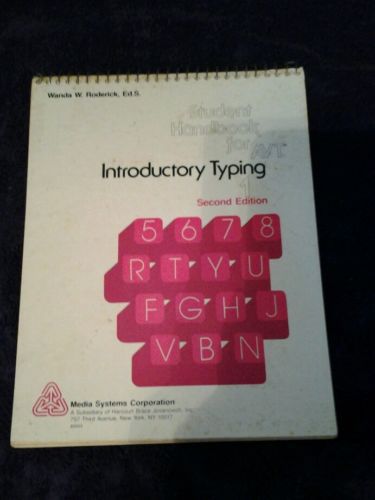 Wanda W. Roderick, Ed.S.
Student
Handbook
for A/T
Introductory Typing
1
Second Edition
5 6 7 8
R T Y U
F G H J
V B N
Media Systems Corporation
A Subsidiary of Harcourt Brace Jovanovich, Inc.
757 Third Avenue, New York, NY 10017